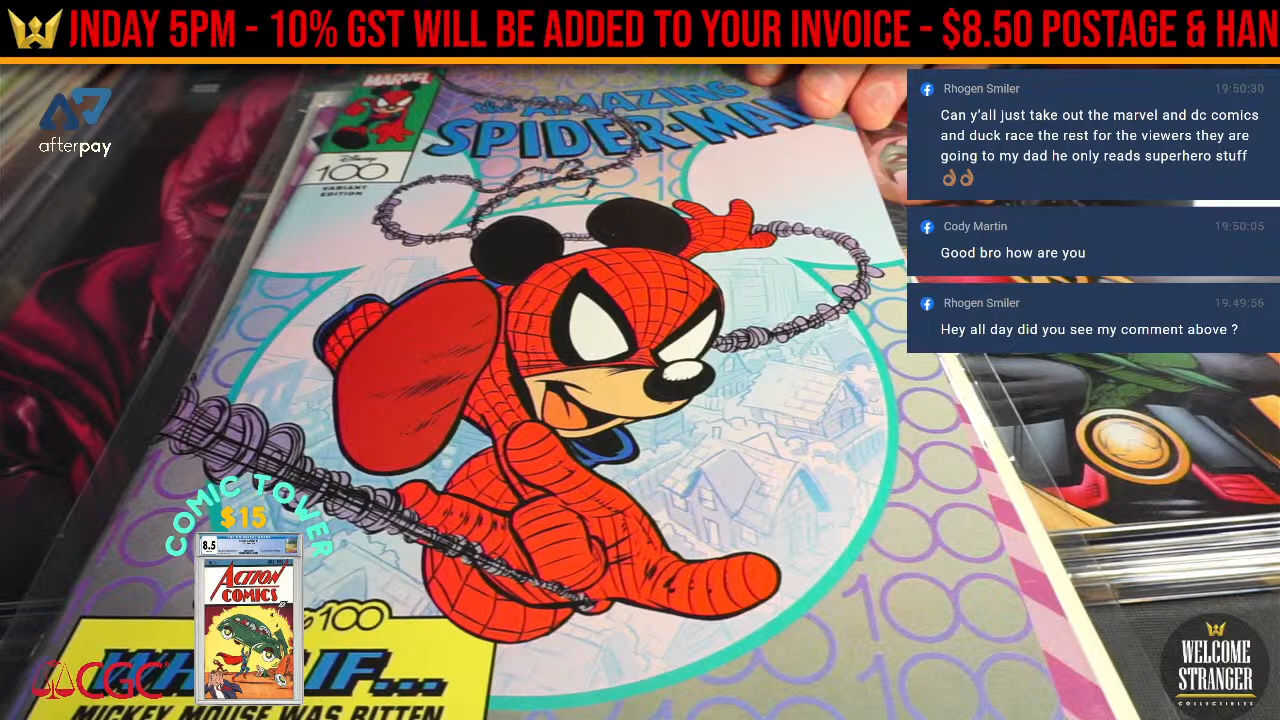 JNDAY 5PM - 10% GST WILL BE ADDED TO YOUR INVOICE - $8.50 POSTAGE & HAN
afterpay
MARVEL
Disney
100
VARIANT
EDITION
the AMAZING
SPIDER-MAN
Rhogen Smiler 19:50:30
Can y'all just take out the marvel and dc comics
and duck race the rest for the viewers they are
going to my dad he only reads superhero stuff
👌🏾👌🏾
Cody Martin 19:50:05
Good bro how are you
Rhogen Smiler 19:49:56
Hey all day did you see my comment above ?
COMIC TOWER
$15
8.5
ACTION
COMICS
100
WHAT IF...
MICKEY MOUSE WAS BITTEN
CGC
WELCOME
STRANGER
COLLECTIBLES